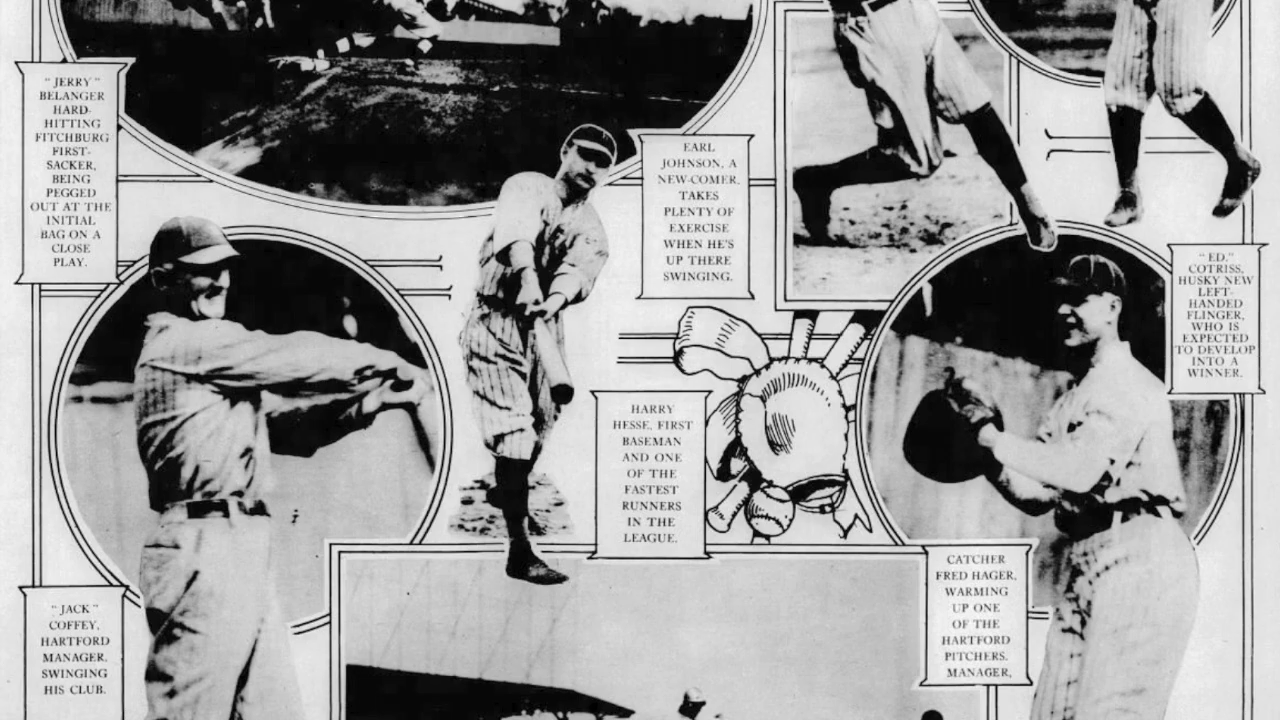 " JERRY "
BELANGER
HARD-
HITTING
FITCHBURG
FIRST-
SACKER,
BEING
PEGGED
OUT AT THE
INITIAL
BAG ON A
CLOSE
PLAY.
EARL
JOHNSON, A
NEW-COMER,
TAKES
PLENTY OF
EXERCISE
WHEN HE'S
UP THERE
SWINGING.
" ED."
COTRISS,
HUSKY NEW
LEFT-
HANDED
FLINGER,
WHO IS
EXPECTED
TO DEVELOP
INTO A
WINNER.
HARRY
HESSE, FIRST
BASEMAN
AND ONE
OF THE
FASTEST
RUNNERS
IN THE
LEAGUE.
" JACK "
COFFEY,
HARTFORD
MANAGER,
SWINGING
HIS CLUB.
CATCHER
FRED HAGER,
WARMING
UP ONE
OF THE
HARTFORD
PITCHERS.
MANAGER,